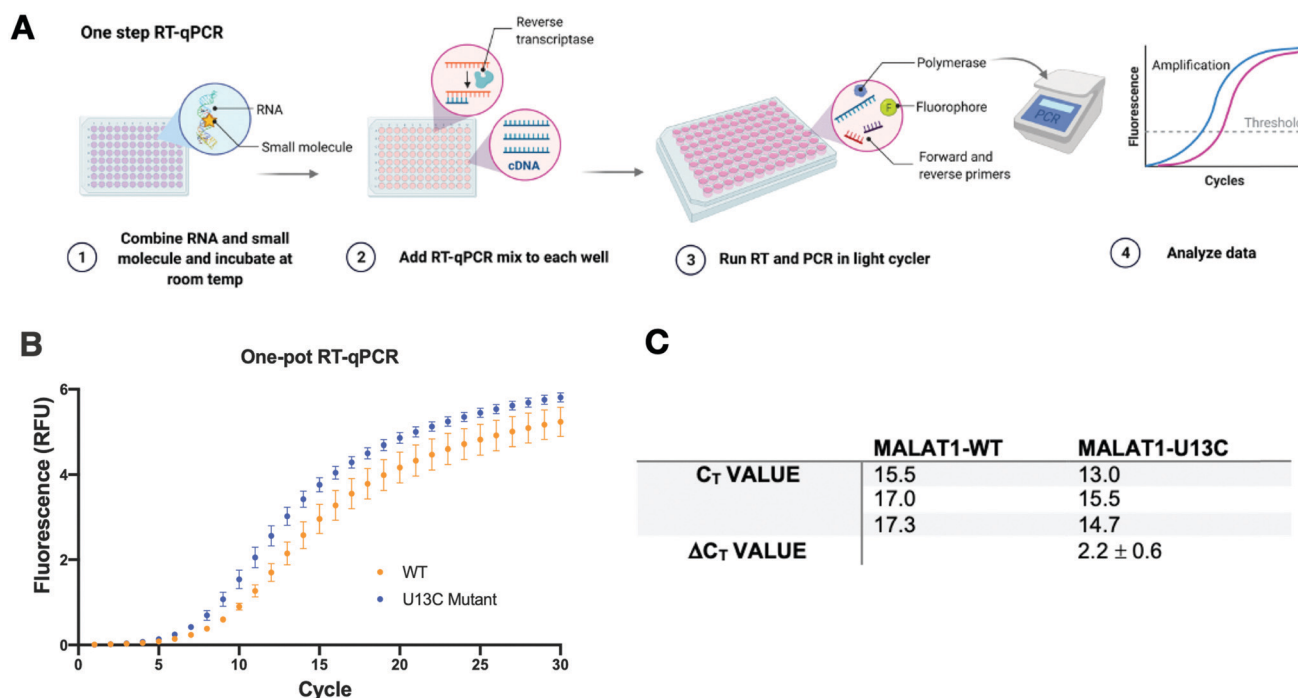 A
One step RT-qPCR
RNA
Small molecule
Reverse
transcriptase
cDNA
Polymerase
F
Fluorophore
Forward and
reverse primers
PCR
Amplification
Threshold
Fluorescence
Cycles
1
Combine RNA and small
molecule and incubate at
room temp
2
Add RT-qPCR mix to each well
3
Run RT and PCR in light cycler
4
Analyze data
B
One-pot RT-qPCR
Fluorescence (RFU)
6
4
2
0
WT
U13C Mutant
0 5 10 15 20 25 30
Cycle
C
MALAT1-WT MALAT1-U13C
CT VALUE 15.5 13.0
17.0 15.5
17.3 14.7
ΔCT VALUE 2.2 ± 0.6